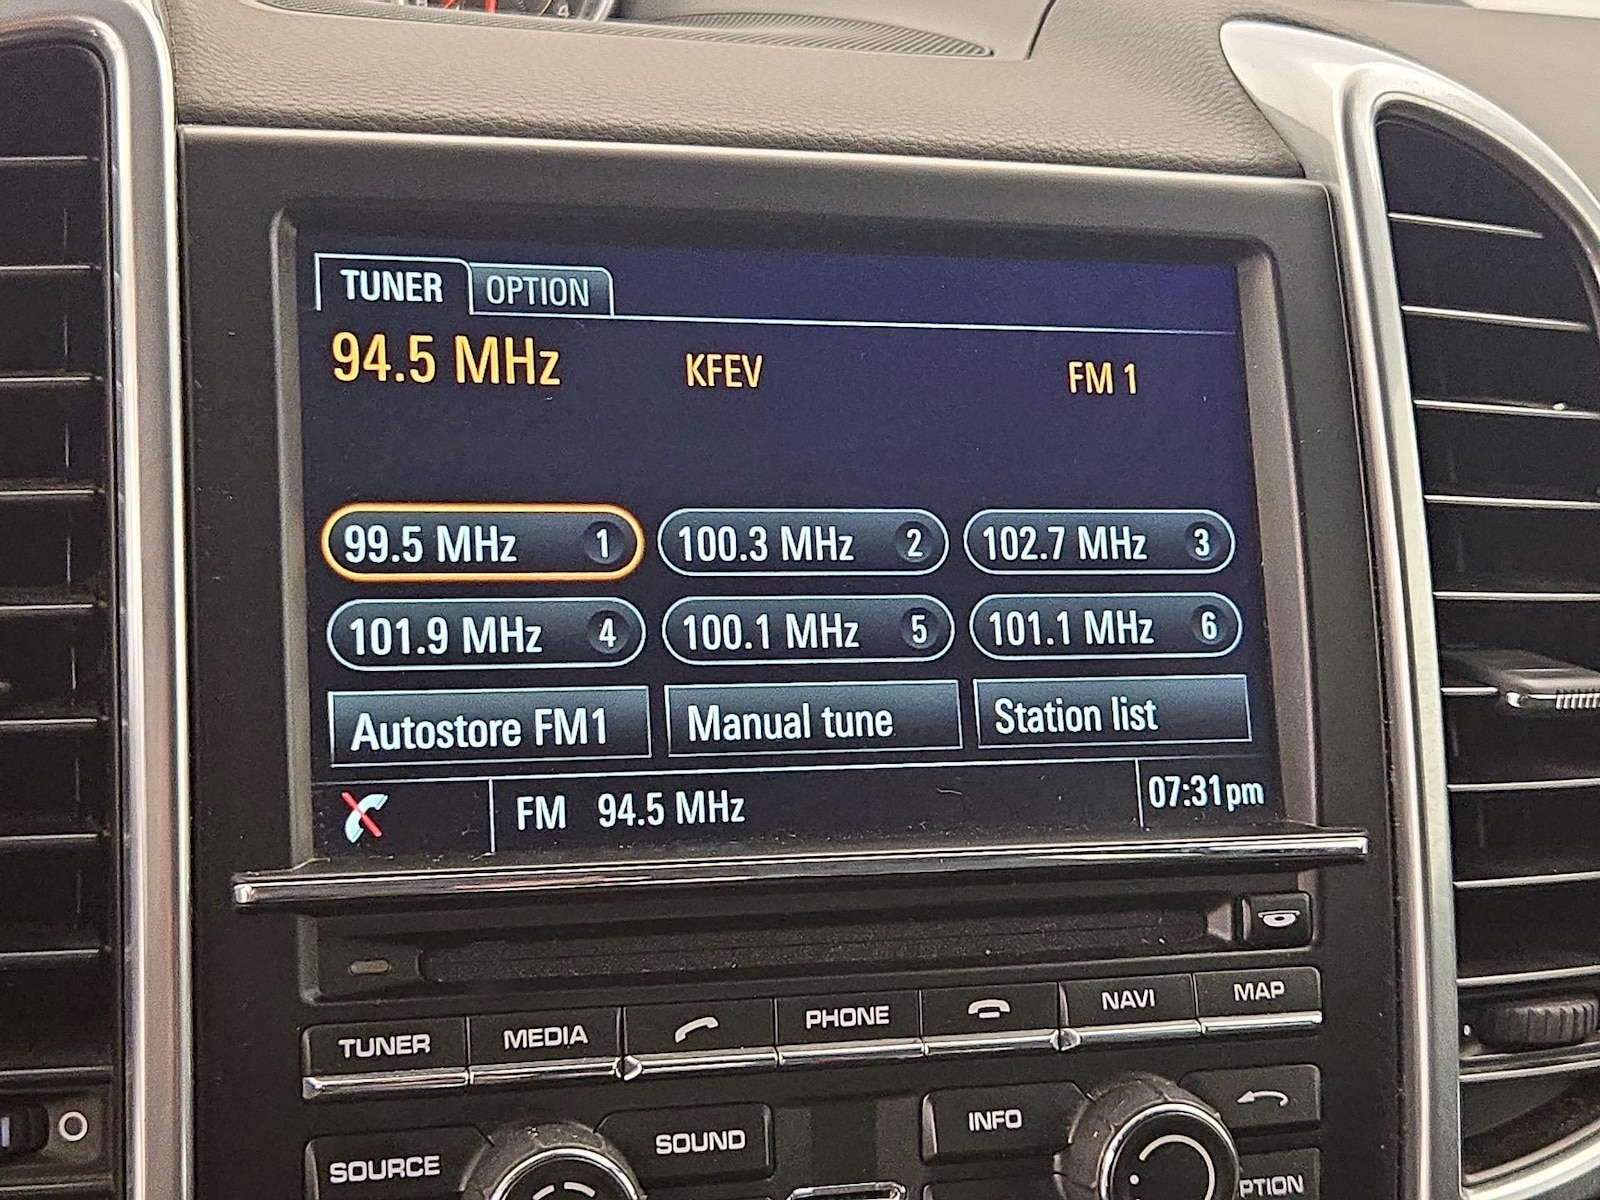 TUNER OPTION
94.5 MHz KFEV FM 1
99.5 MHz 1 100.3 MHz 2 102.7 MHz 3
101.9 MHz 4 100.1 MHz 5 101.1 MHz 6
Autostore FM1 Manual tune Station list
FM 94.5 MHz 07:31pm
TUNER MEDIA PHONE NAVI MAP
SOURCE SOUND INFO
PTION